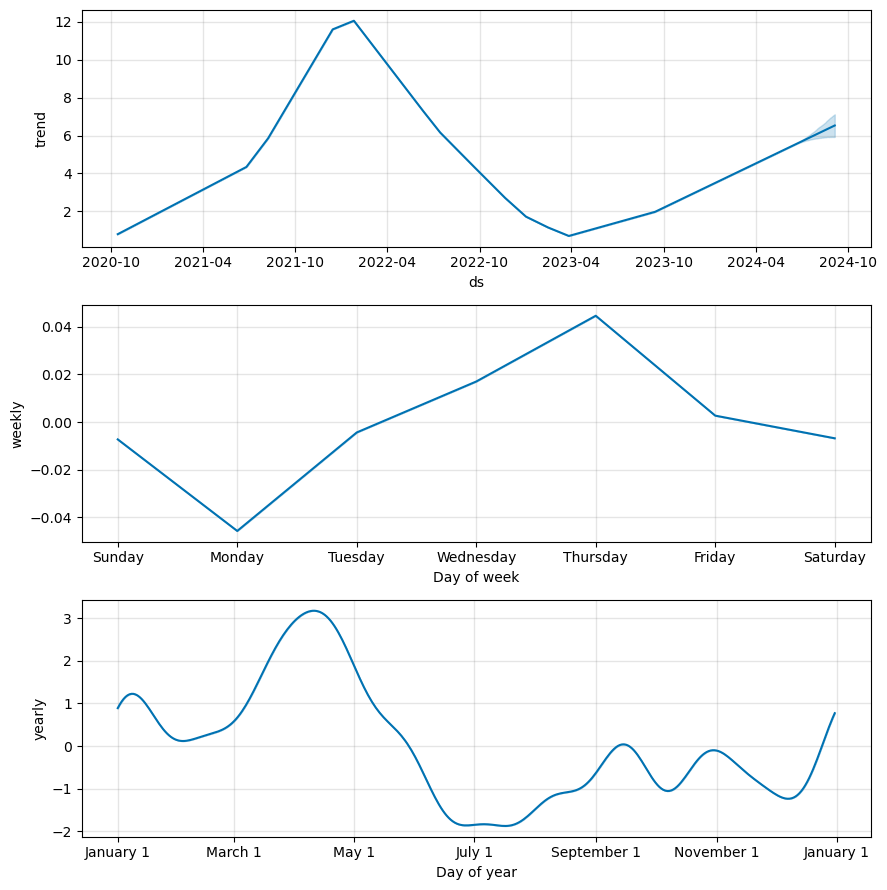 12
10
8
6
4
2
trend
2020-10 2021-04 2021-10 2022-04 2022-10 2023-04 2023-10 2024-04 2024-10
ds
0.04
0.02
0.00
−0.02
−0.04
weekly
Sunday Monday Tuesday Wednesday Thursday Friday Saturday
Day of week
3
2
1
0
−1
−2
yearly
January 1 March 1 May 1 July 1 September 1 November 1 January 1
Day of year